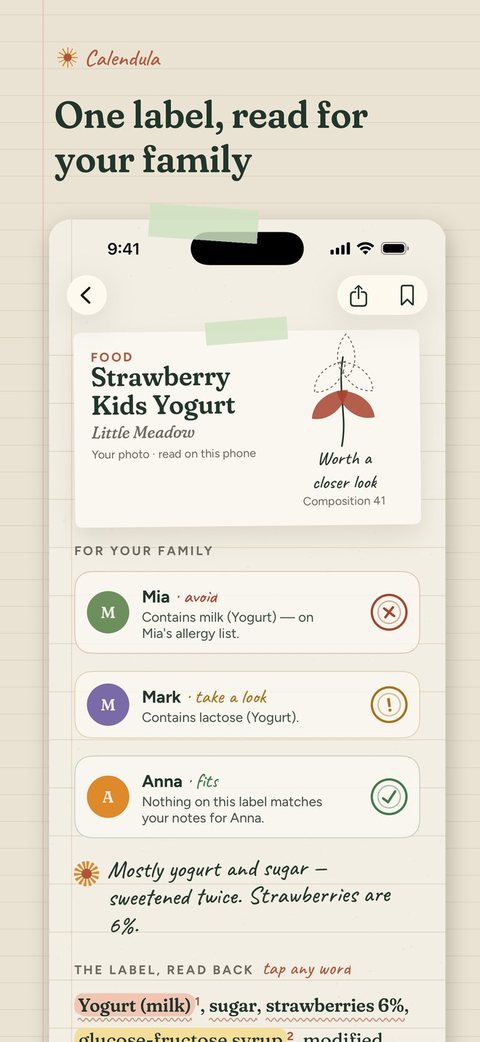 Calendula
One label, read for
your family
9:41
FOOD
Strawberry
Kids Yogurt
Little Meadow
Your photo · read on this phone
Worth a
closer look
Composition 41
FOR YOUR FAMILY
M
Mia · avoid
Contains milk (Yogurt) — on
Mia's allergy list.
M
Mark · take a look
Contains lactose (Yogurt).
A
Anna · fits
Nothing on this label matches
your notes for Anna.
Mostly yogurt and sugar —
sweetened twice. Strawberries are
6%.
THE LABEL, READ BACK tap any word
Yogurt (milk)¹, sugar, strawberries 6%,
glucose-fructose syrup², modified